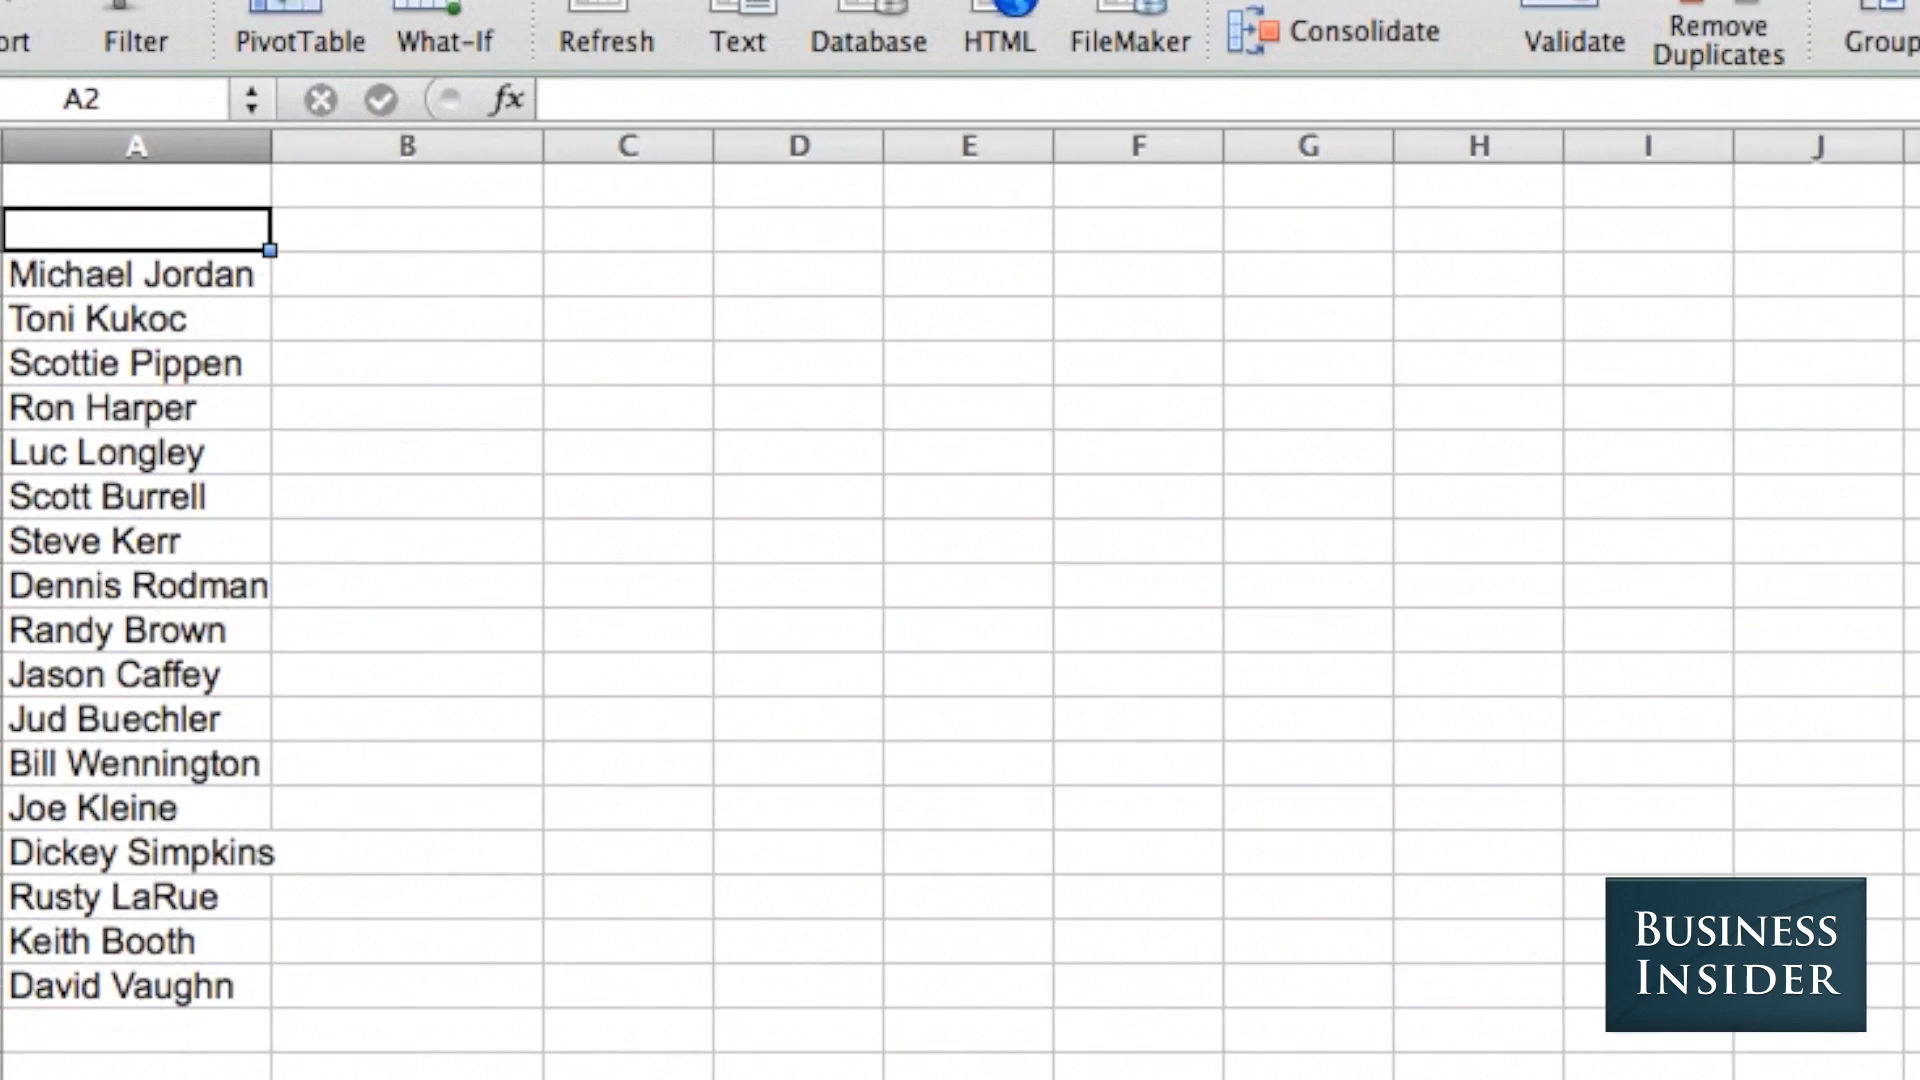 ort Filter PivotTable What-If Refresh Text Database HTML FileMaker Consolidate Validate Remove Duplicates Group
A2 fx
A B C D E F G H I J
Michael Jordan
Toni Kukoc
Scottie Pippen
Ron Harper
Luc Longley
Scott Burrell
Steve Kerr
Dennis Rodman
Randy Brown
Jason Caffey
Jud Buechler
Bill Wennington
Joe Kleine
Dickey Simpkins
Rusty LaRue
Keith Booth
David Vaughn
BUSINESS
INSIDER